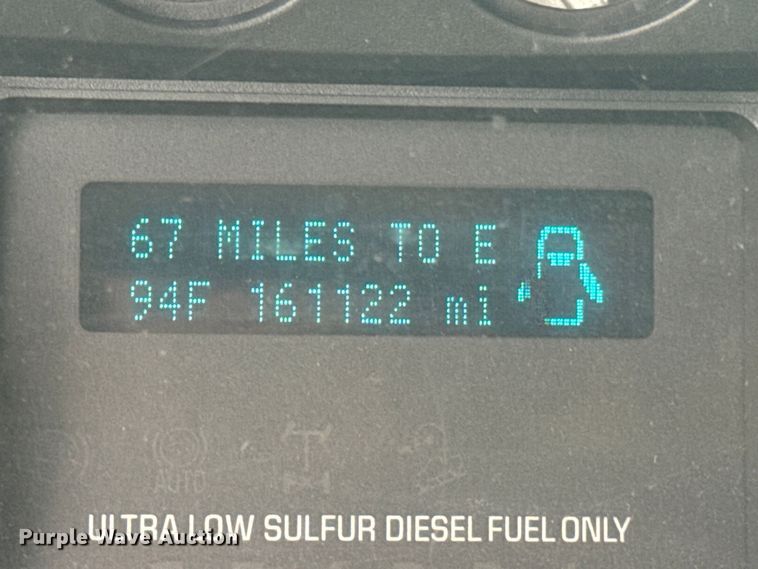 67 MILES TO E
94F 161122 mi
AUTO
ULTRA LOW SULFUR DIESEL FUEL ONLY
Purple Wave Auction